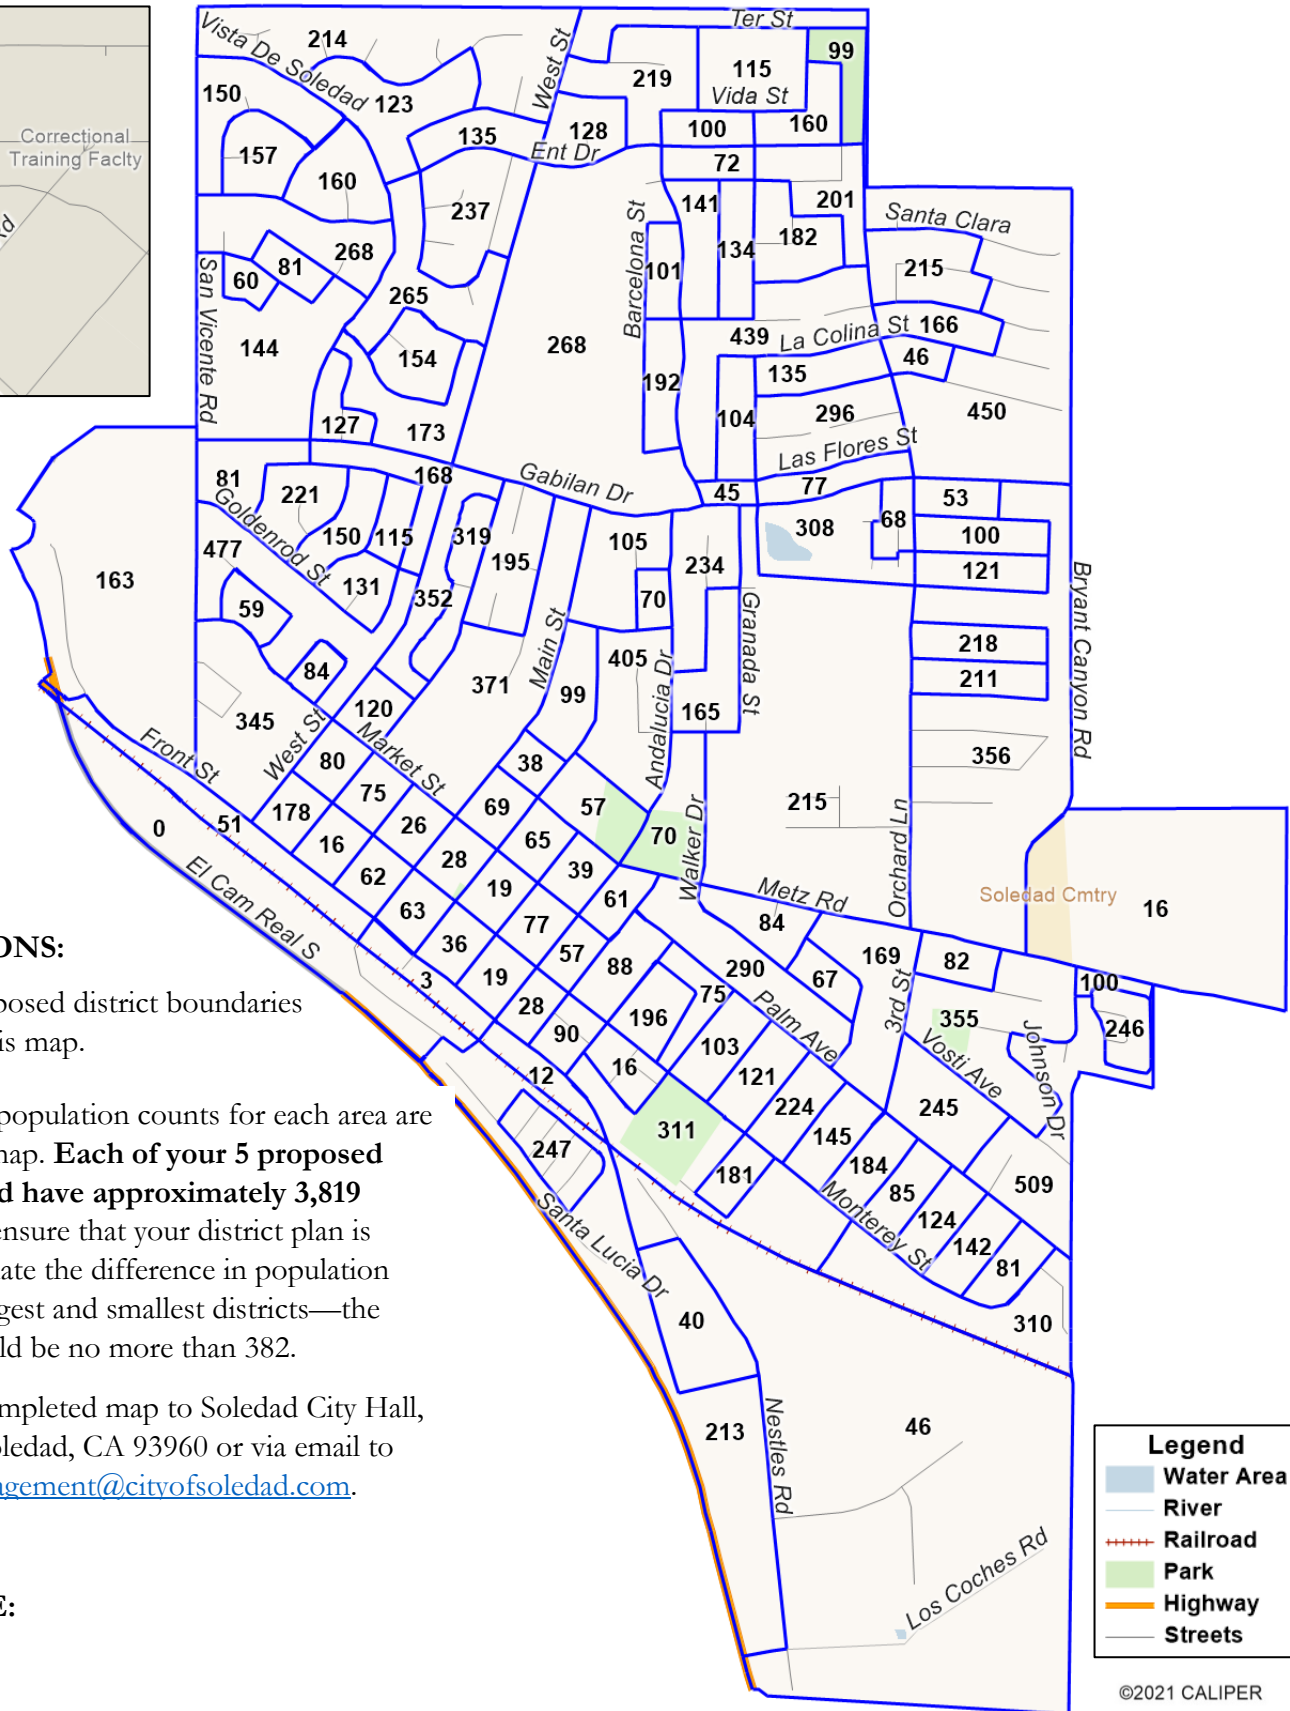 Ter St
Vista De Soledad
214
West St
99
219
115
Vida St
150
123
Correctional
Training Faclty
135
128
100
160
Ent Dr
157
72
160
141
201
237
Santa Clara
Rd
Barcelona St
182
134
268
81
101
215
60
San Vicente Rd
265
439
La Colina St
166
144
268
154
46
135
192
450
104
296
127
173
Las Flores St
168
Gabilan Dr
81
221
45
77
53
Goldenrod St
319
308
68
150
115
105
100
477
195
234
121
163
131
Bryant Canyon Rd
352
70
59
Granada St
218
Main St
405
84
371
211
99
Andalucia Dr
120
165
345
West St
Market St
356
Front St
80
38
75
69
57
215
178
Orchard Ln
51
26
0
16
65
70
28
39
Walker Dr
62
19
61
Metz Rd
Soledad Cmtry
El Cam Real S
63
16
77
84
36
57
169
82
88
290
3
19
67
75
100
28
196
Palm Ave
3rd St
355
246
90
103
Vosti Ave
Johnson Dr
16
12
121
224
245
311
145
247
181
184
509
85
Santa Lucia Dr
Monterey St
124
142
81
40
310
213
Nestles Rd
46
Los Coches Rd
ONS:
posed district boundaries
is map.
population counts for each area are
map. Each of your 5 proposed
d have approximately 3,819
ensure that your district plan is
ate the difference in population
gest and smallest districts—the
ld be no more than 382.
mpleted map to Soledad City Hall,
oledad, CA 93960 or via email to
agement@cityofsoledad.com.
E:
Legend
Water Area
River
Railroad
Park
Highway
Streets
©2021 CALIPER